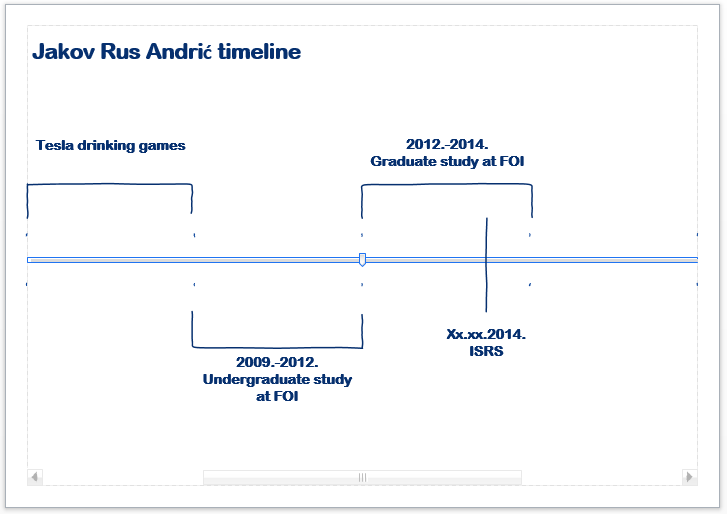 Jakov Rus Andrić timeline
Tesla drinking games
2012.-2014.
Graduate study at FOI
Xx.xx.2014.
ISRS
2009.-2012.
Undergraduate study
at FOI